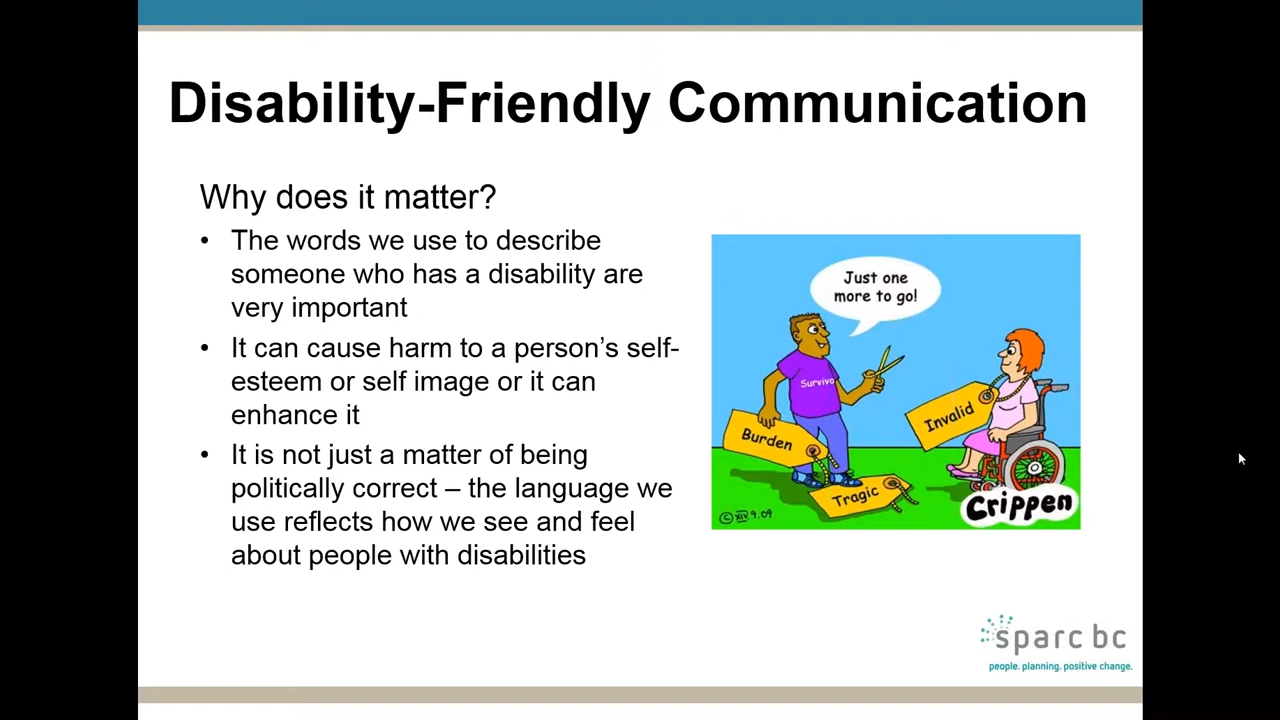 Disability-Friendly Communication
Why does it matter?
• The words we use to describe
someone who has a disability are
very important
• It can cause harm to a person’s self-
esteem or self image or it can
enhance it
• It is not just a matter of being
politically correct – the language we
use reflects how we see and feel
about people with disabilities
Just one
more to go!
Survivo
Burden
Tragic
Invalid
Crippen
© XIV.9.09
sparc bc
people. planning. positive change.